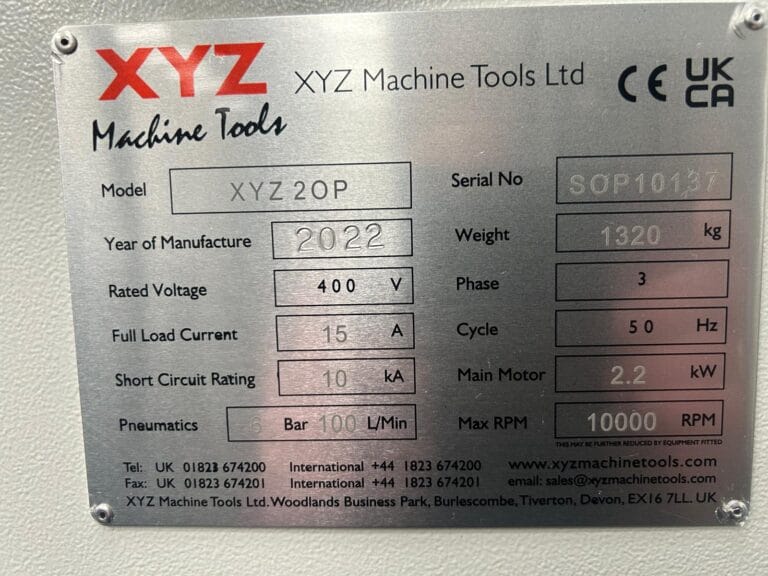 XYZ
Machine Tools
XYZ Machine Tools Ltd
CE UK CA
Model XYZ 2OP
Serial No SOP10137
Year of Manufacture 2022
Weight 1320 kg
Rated Voltage 400 V
Phase 3
Full Load Current 15 A
Cycle 50 Hz
Short Circuit Rating 10 kA
Main Motor 2.2 kW
Pneumatics 6 Bar 100 L/Min
Max RPM 10000 RPM
THIS MAY BE FURTHER REDUCED BY EQUIPMENT FITTED
Tel: UK 01823 674200 International +44 1823 674200 www.xyzmachinetools.com
Fax: UK 01823 674201 International +44 1823 674201 email: sales@xyzmachinetools.com
XYZ Machine Tools Ltd. Woodlands Business Park, Burlescombe, Tiverton, Devon, EX16 7LL. UK